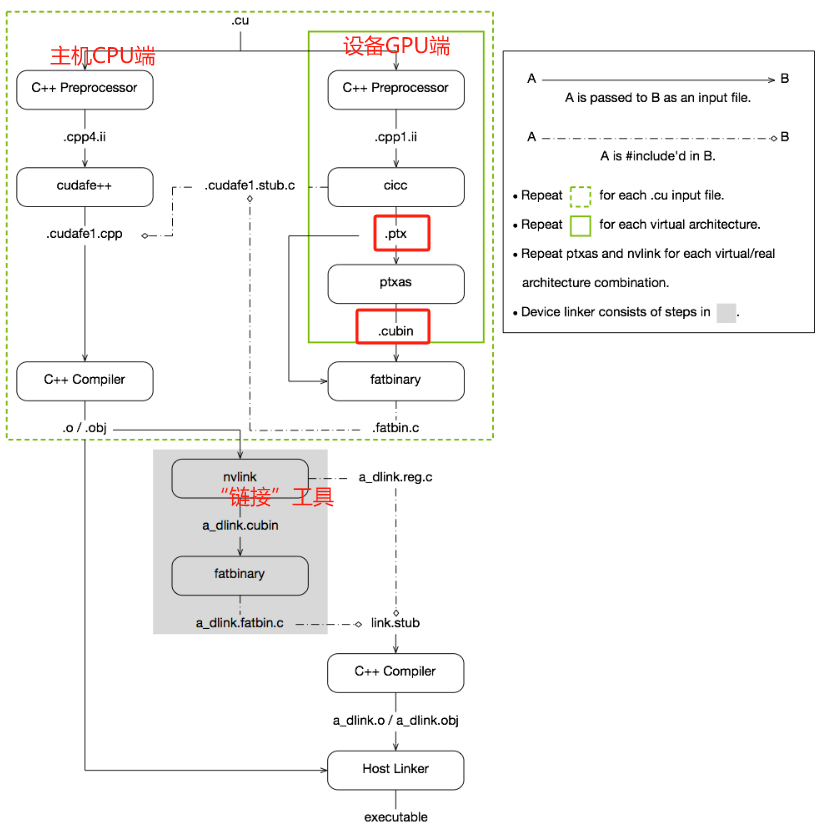 .cu
主机CPU端
设备GPU端
C++ Preprocessor
C++ Preprocessor
.cpp4.ii
.cpp1.ii
cudafe++
.cudafe1.stub.c
cicc
.cudafe1.cpp
.ptx
ptxas
.cubin
C++ Compiler
fatbinary
.o / .obj
.fatbin.c
nvlink
a_dlink.reg.c
“链接”工具
a_dlink.cubin
fatbinary
a_dlink.fatbin.c
link.stub
C++ Compiler
a_dlink.o / a_dlink.obj
Host Linker
executable
A B
A is passed to B as an input file.
A B
A is #include'd in B.
• Repeat for each .cu input file.
• Repeat for each virtual architecture.
• Repeat ptxas and nvlink for each virtual/real
architecture combination.
• Device linker consists of steps in .